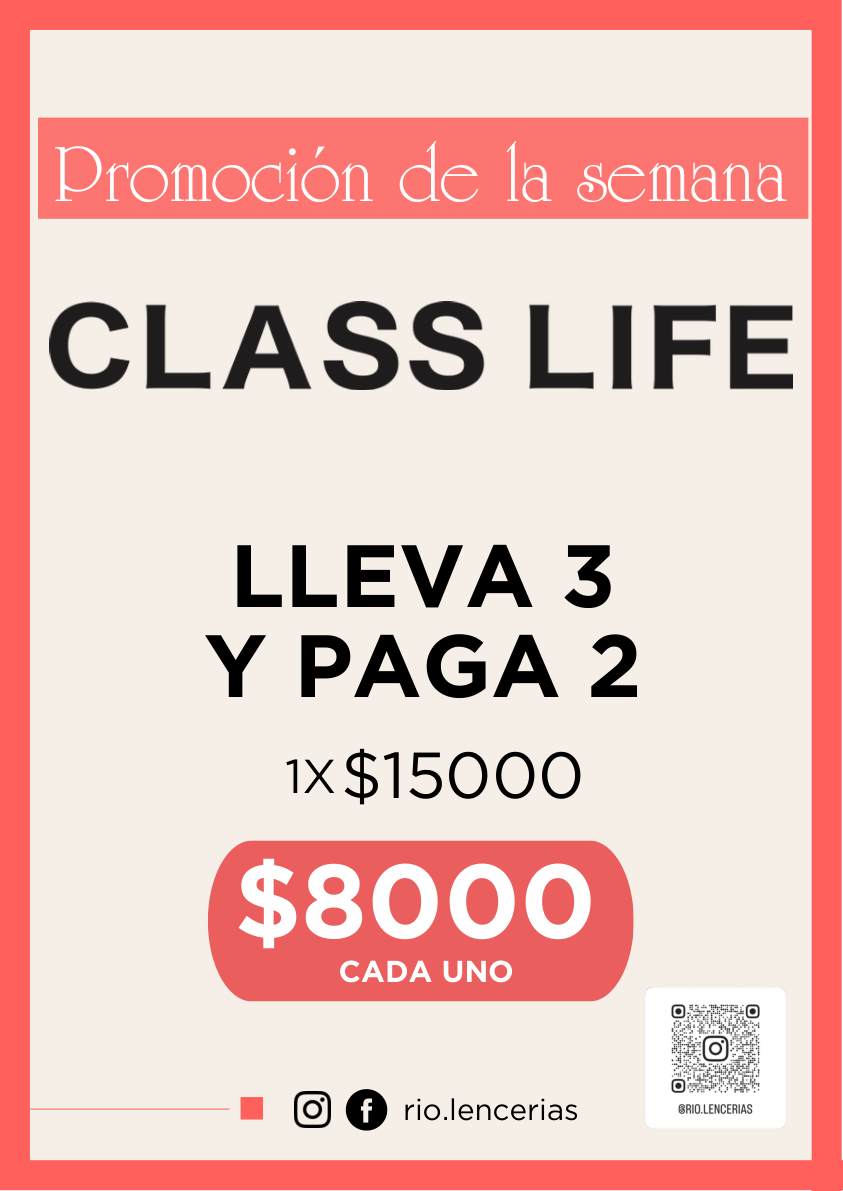 Promoción de la semana
CLASS LIFE
LLEVA 3
Y PAGA 2
1X $15000
$8000
CADA UNO
@RIO.LENCERIAS
rio.lencerias